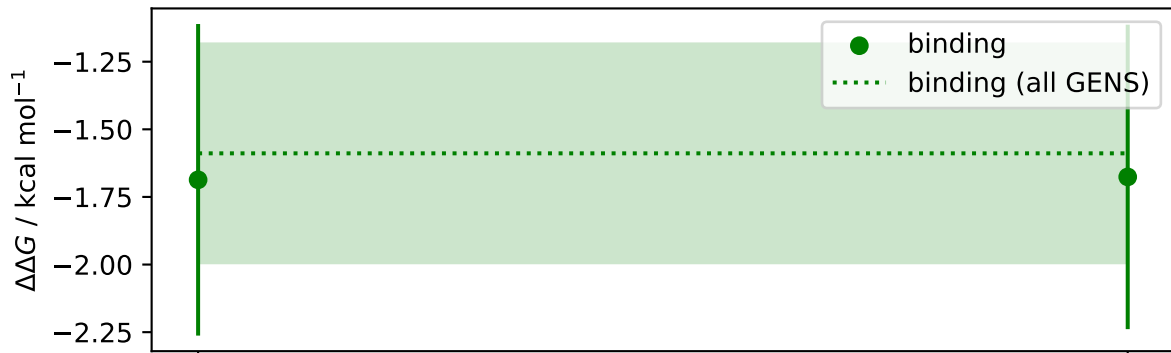 ΔΔG / kcal mol⁻¹
−1.25
−1.50
−1.75
−2.00
−2.25
binding
binding (all GENS)